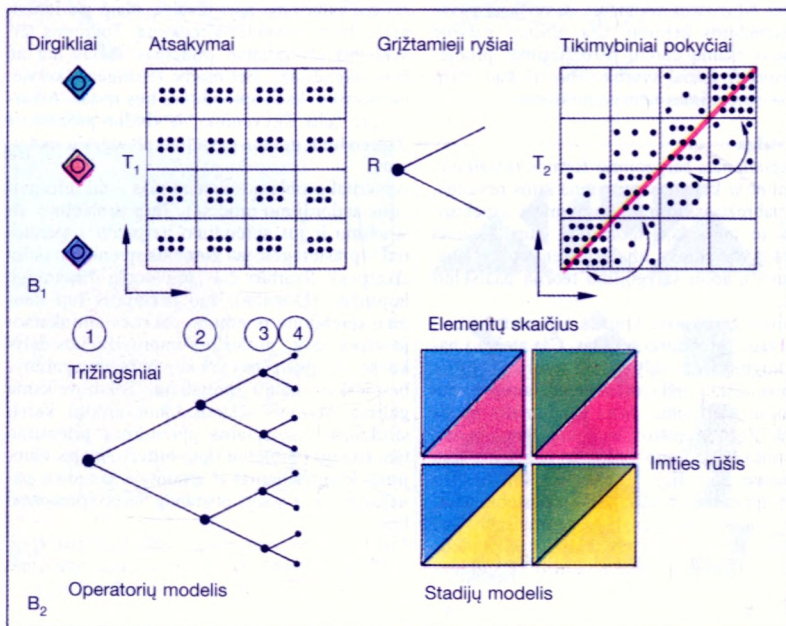 Dirgikliai
Atsakymai
Grįžtamieji ryšiai
Tikimybiniai pokyčiai
T1
R
T2
B1
1
2
3
4
Trižingsniai
Operatorių modelis
B2
Elementų skaičius
Imties rūšis
Stadijų modelis